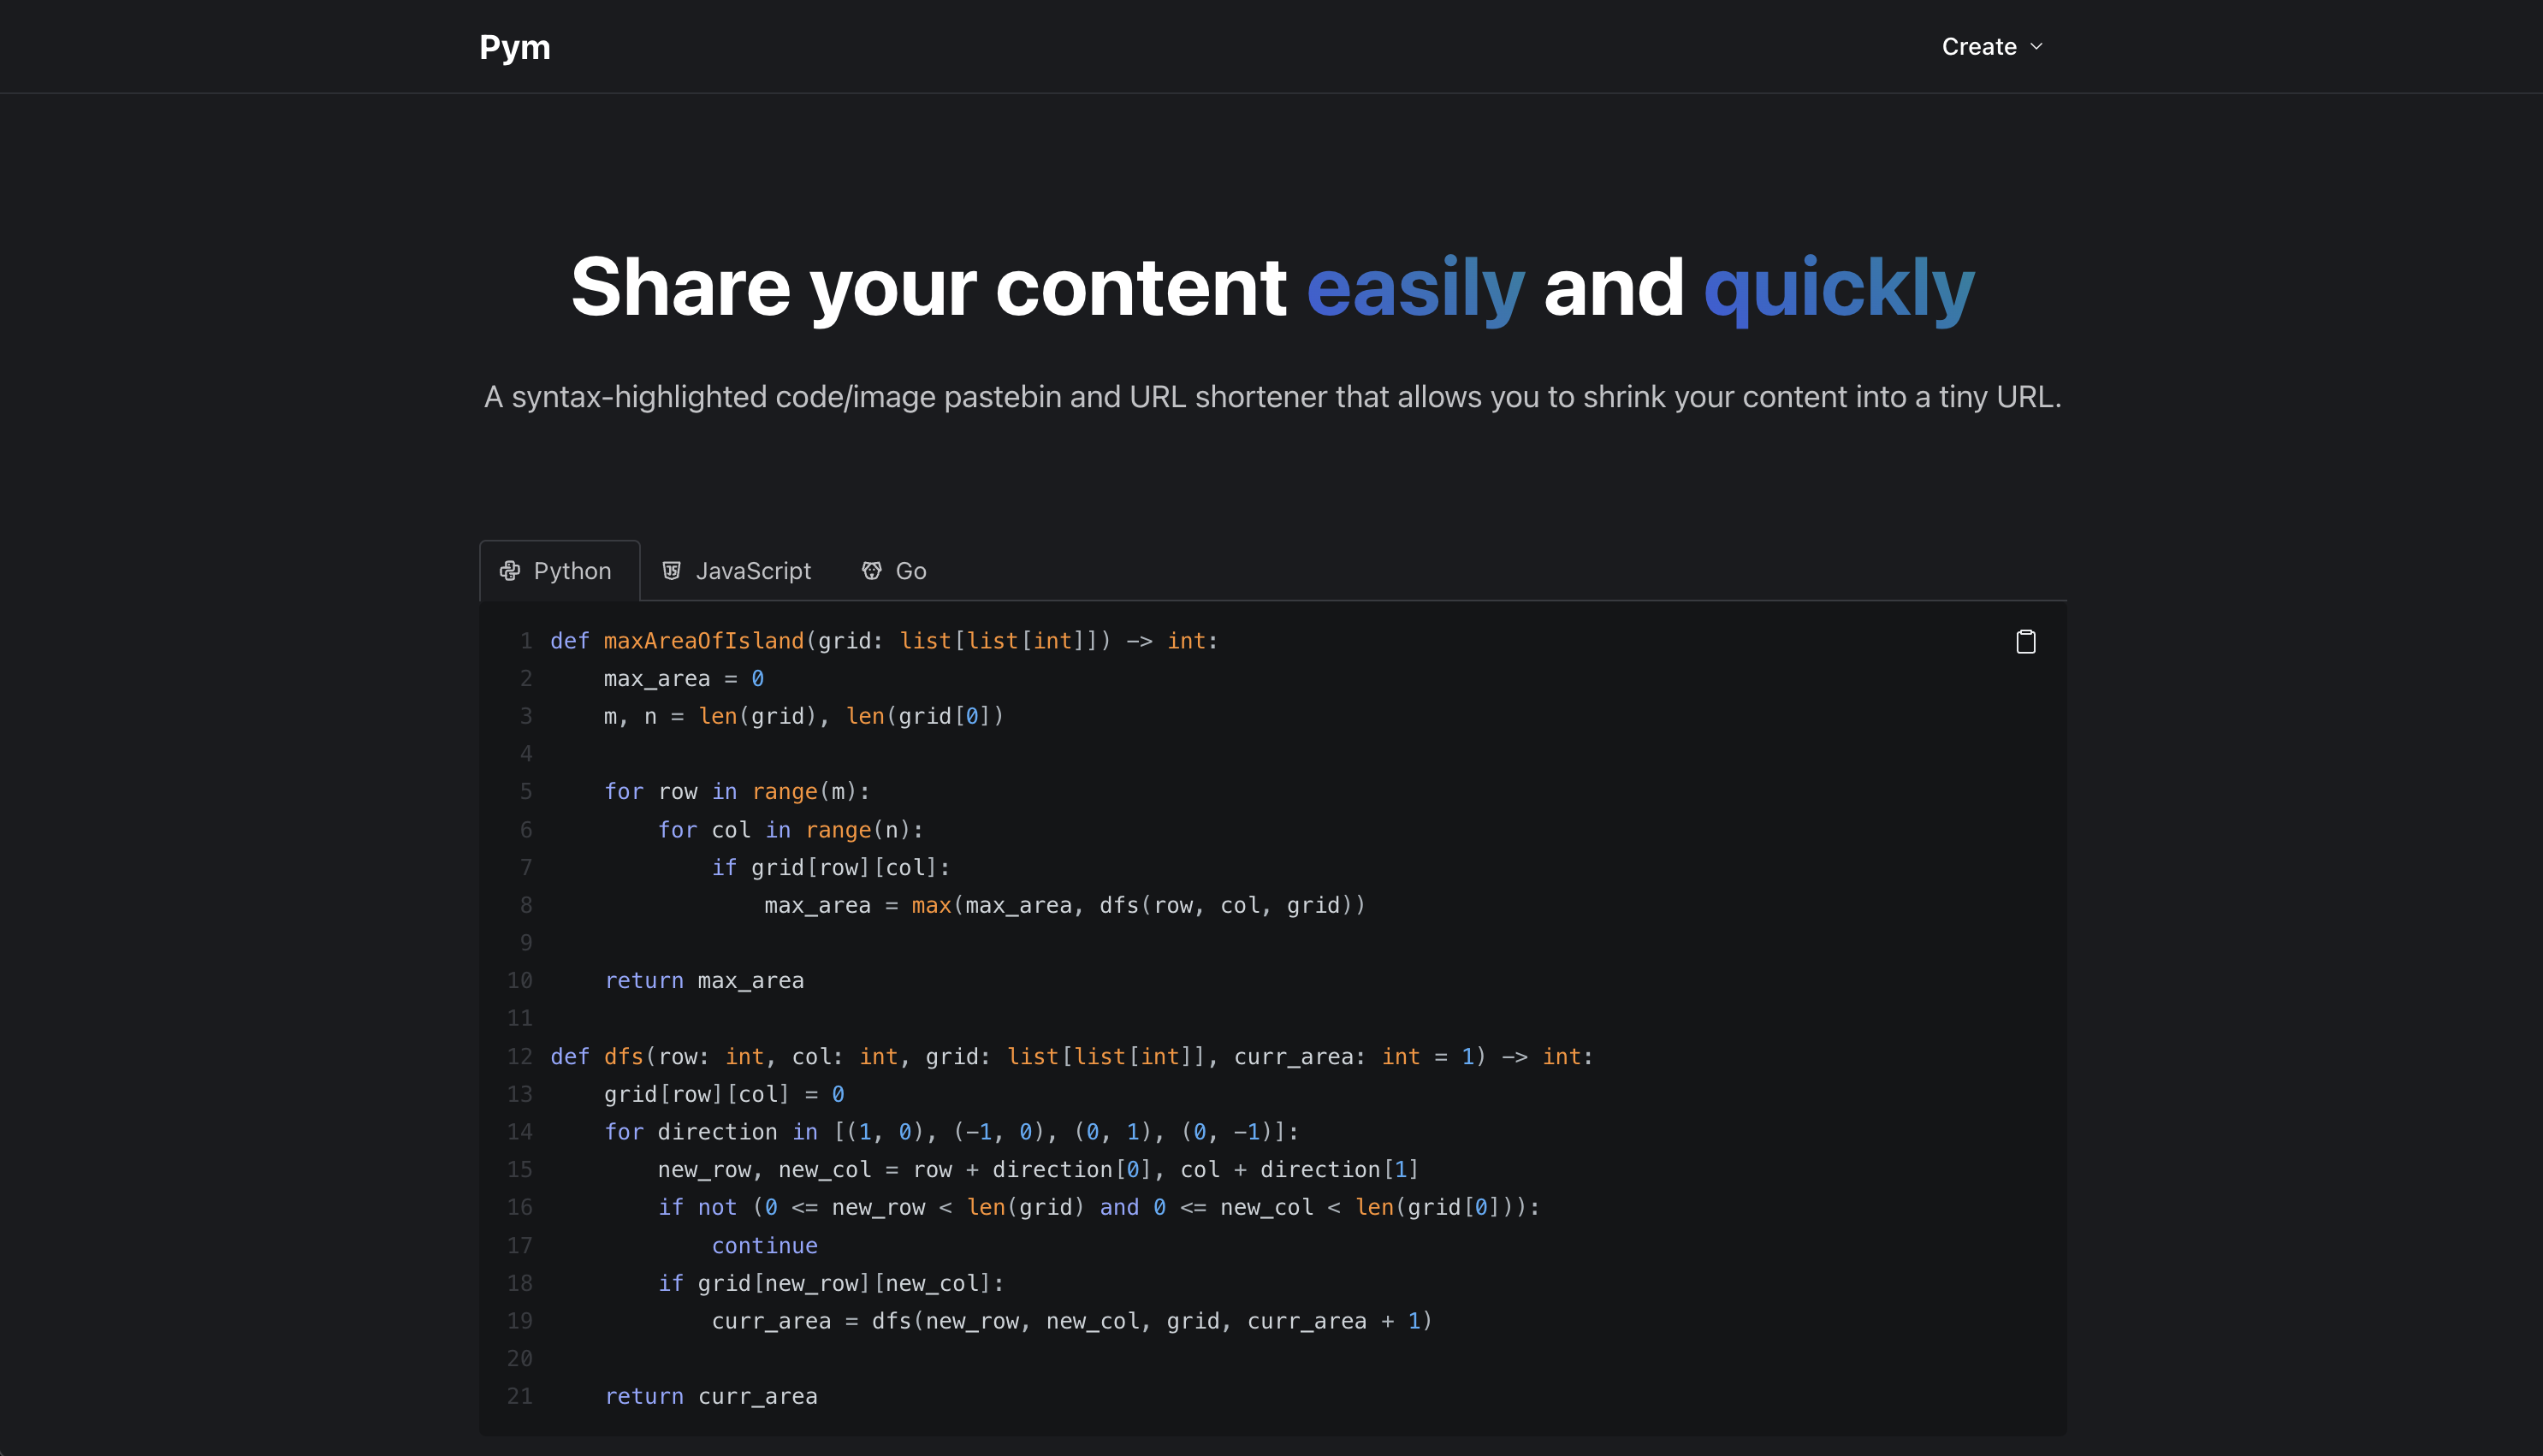 Pym
Create
Share your content easily and quickly
A syntax-highlighted code/image pastebin and URL shortener that allows you to shrink your content into a tiny URL.
Python JavaScript Go
1 def maxAreaOfIsland(grid: list[list[int]]) -> int:
2     max_area = 0
3     m, n = len(grid), len(grid[0])
4
5     for row in range(m):
6         for col in range(n):
7             if grid[row][col]:
8                 max_area = max(max_area, dfs(row, col, grid))
9
10     return max_area
11
12 def dfs(row: int, col: int, grid: list[list[int]], curr_area: int = 1) -> int:
13     grid[row][col] = 0
14     for direction in [(1, 0), (-1, 0), (0, 1), (0, -1)]:
15         new_row, new_col = row + direction[0], col + direction[1]
16         if not (0 <= new_row < len(grid) and 0 <= new_col < len(grid[0])):
17             continue
18         if grid[new_row][new_col]:
19             curr_area = dfs(new_row, new_col, grid, curr_area + 1)
20
21     return curr_area